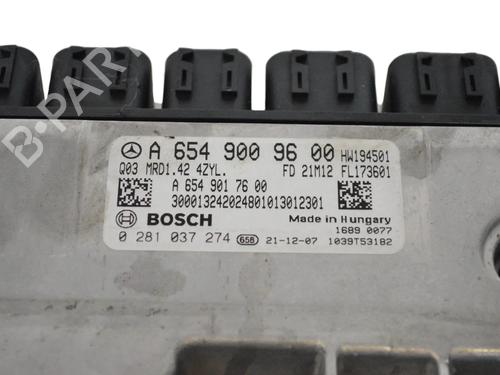 A 654 900 96 00 HW194501
Q03 MRD1.42 4ZYL. FD 21M12 FL173601
A 654 901 76 00
300013242024801013012301
BOSCH
Made in Hungary
1689 0077
0 281 037 274 658 21-12-07 1039T53182
B-PARTS